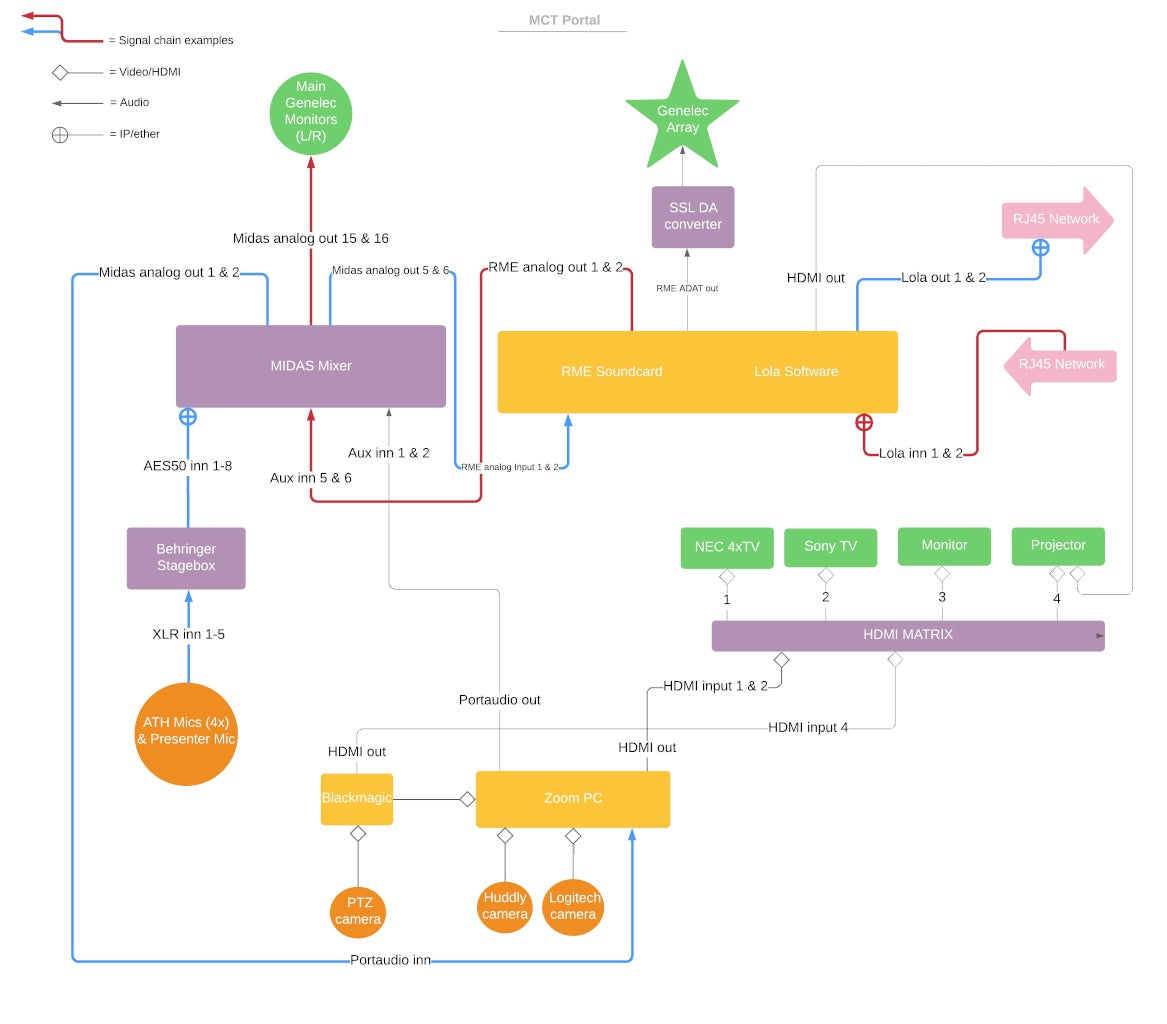 MCT Portal
= Signal chain examples
= Video/HDMI
= Audio
= IP/ether
Main
Genelec
Monitors
(L/R)
Genelec
Array
SSL DA
converter
RJ45 Network
Midas analog out 15 & 16
Midas analog out 1 & 2
Midas analog out 5 & 6
RME analog out 1 & 2
RME ADAT out
HDMI out
Lola out 1 & 2
MIDAS Mixer
RME Soundcard
Lola Software
RJ45 Network
AES50 inn 1-8
Aux inn 5 & 6
Aux inn 1 & 2
RME analog Input 1 & 2
Lola inn 1 & 2
Behringer
Stagebox
NEC 4xTV
Sony TV
Monitor
Projector
1
2
3
4
XLR inn 1-5
HDMI MATRIX
ATH Mics (4x)
& Presenter Mic
Portaudio out
HDMI input 1 & 2
HDMI input 4
HDMI out
HDMI out
Blackmagic
Zoom PC
PTZ
camera
Huddly
camera
Logitech
camera
Portaudio inn